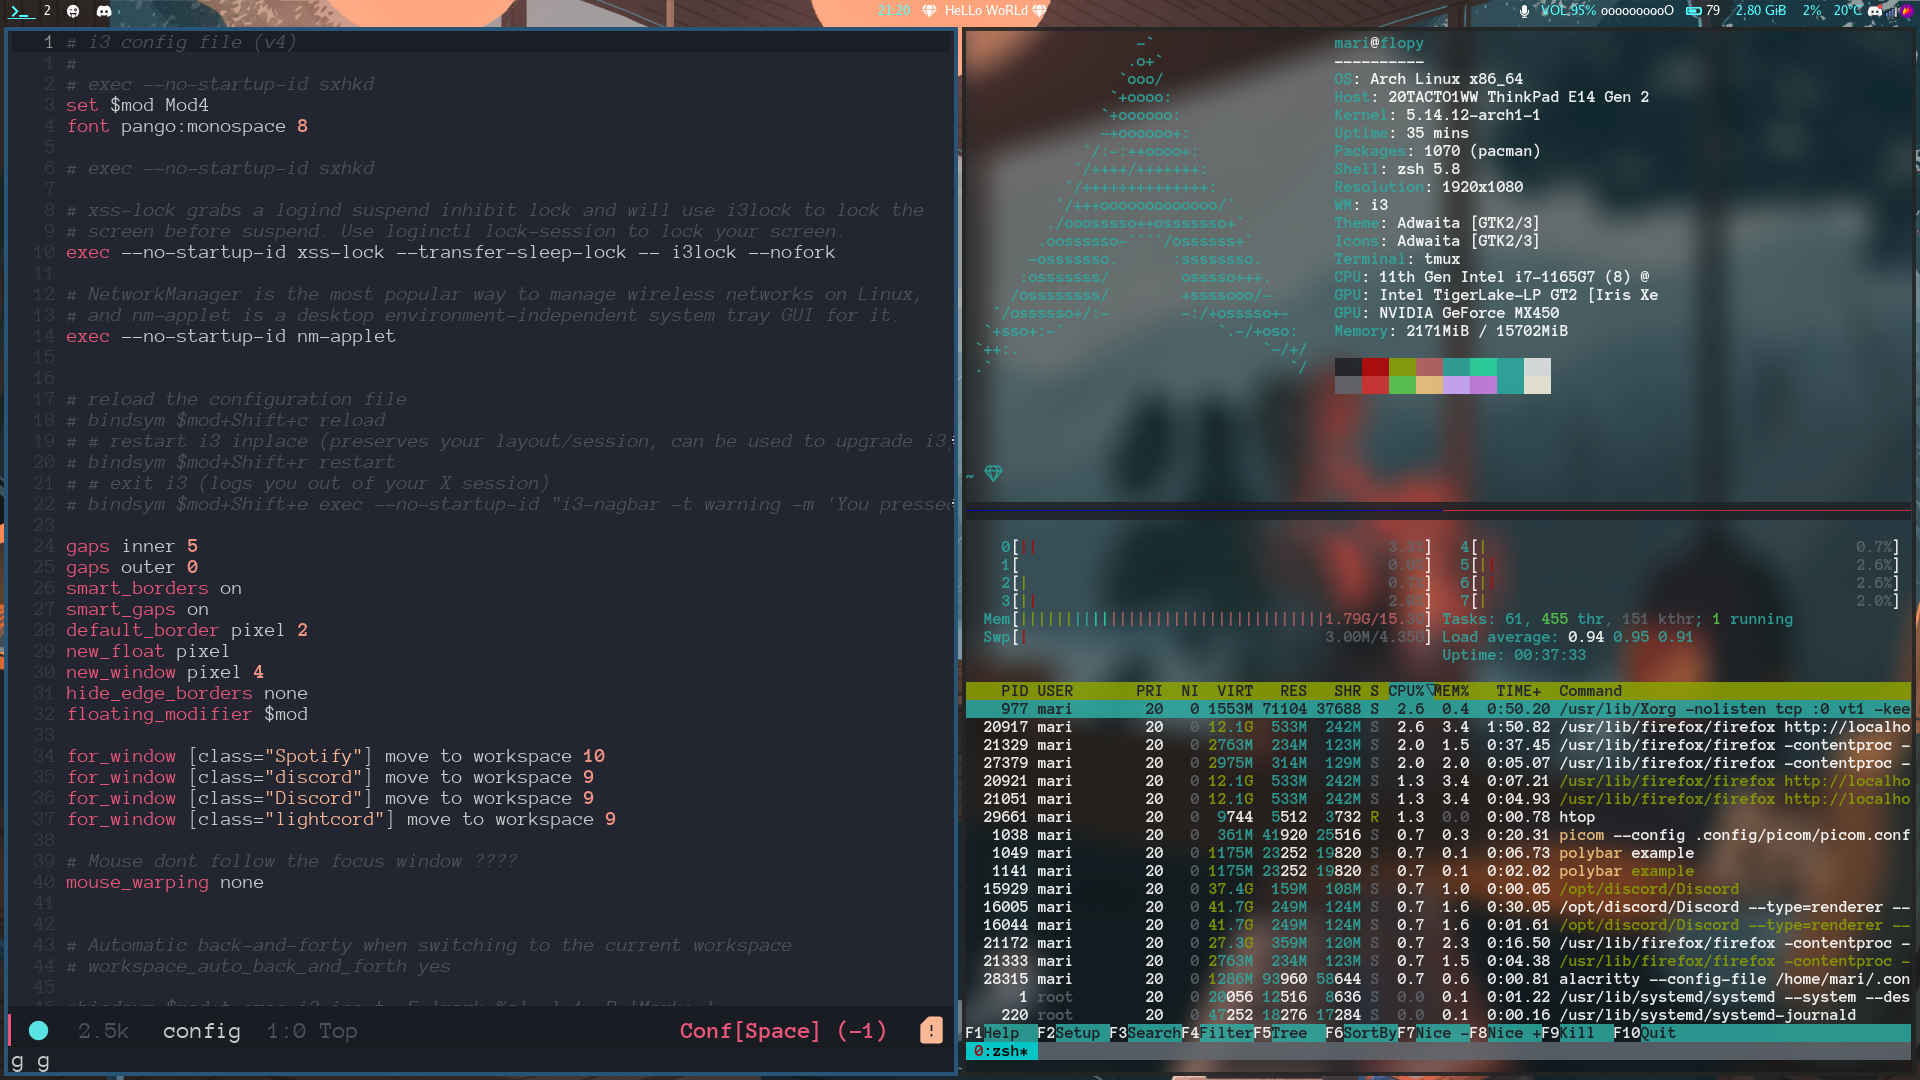 2
21:20 HeLLo WoRLd
VOL 95% oooooooooO 79 2.80 GiB 2% 20°C
1 # i3 config file (v4)
1 #
2 # exec --no-startup-id sxhkd
3 set $mod Mod4
4 font pango:monospace 8
5
6 # exec --no-startup-id sxhkd
7
8 # xss-lock grabs a logind suspend inhibit lock and will use i3lock to lock the
9 # screen before suspend. Use loginctl lock-session to lock your screen.
10 exec --no-startup-id xss-lock --transfer-sleep-lock -- i3lock --nofork
11
12 # NetworkManager is the most popular way to manage wireless networks on Linux,
13 # and nm-applet is a desktop environment-independent system tray GUI for it.
14 exec --no-startup-id nm-applet
15
16
17 # reload the configuration file
18 # bindsym $mod+Shift+c reload
19 # # restart i3 inplace (preserves your layout/session, can be used to upgrade i3
20 # bindsym $mod+Shift+r restart
21 # # exit i3 (logs you out of your X session)
22 # bindsym $mod+Shift+e exec --no-startup-id "i3-nagbar -t warning -m 'You presse
23
24 gaps inner 5
25 gaps outer 0
26 smart_borders on
27 smart_gaps on
28 default_border pixel 2
29 new_float pixel
30 new_window pixel 4
31 hide_edge_borders none
32 floating_modifier $mod
33
34 for_window [class="Spotify"] move to workspace 10
35 for_window [class="discord"] move to workspace 9
36 for_window [class="Discord"] move to workspace 9
37 for_window [class="lightcord"] move to workspace 9
38
39 # Mouse dont follow the focus window ????
40 mouse_warping none
41
42
43 # Automatic back-and-forty when switching to the current workspace
44 # workspace_auto_back_and_forth yes
45
2.5k config 1:0 Top Conf[Space] (-1) !
g g
-`
.o+`
`ooo/
`+oooo:
`+oooooo:
-+oooooo+:
`/:-:++oooo+:
`/++++/+++++++:
`/++++++++++++++:
`/+++ooooooooooooo/`
./ooosssso++osssssso+`
.oossssso-````/ossssss+`
-osssssso. :ssssssso.
:osssssss/ osssso+++.
/ossssssss/ +ssssooo/-
`/ossssso+/:- -:/+osssso+-
`+sso+:-` `.-/+oso:
`++:. `-/+/
.` `/
mari@flopy
----------
OS: Arch Linux x86_64
Host: 20TACTO1WW ThinkPad E14 Gen 2
Kernel: 5.14.12-arch1-1
Uptime: 35 mins
Packages: 1070 (pacman)
Shell: zsh 5.8
Resolution: 1920x1080
WM: i3
Theme: Adwaita [GTK2/3]
Icons: Adwaita [GTK2/3]
Terminal: tmux
CPU: 11th Gen Intel i7-1165G7 (8) @
GPU: Intel TigerLake-LP GT2 [Iris Xe
GPU: NVIDIA GeForce MX450
Memory: 2171MiB / 15702MiB
~
0[|| 3.3%] 4[| 0.7%]
1[ 0.0%] 5[|| 2.6%]
2[| 0.7%] 6[|| 2.6%]
3[|| 2.0%] 7[| 2.0%]
Mem[||||||||||||||||||||||||||||||||||1.79G/15.3G] Tasks: 61, 455 thr, 151 kthr; 1 running
Swp[| 3.00M/4.35G] Load average: 0.94 0.95 0.91
Uptime: 00:37:33
PID USER PRI NI VIRT RES SHR S CPU%▽MEM% TIME+ Command
977 mari 20 0 1553M 71104 37688 S 2.6 0.4 0:50.20 /usr/lib/Xorg -nolisten tcp :0 vt1 -kee
20917 mari 20 0 12.1G 533M 242M S 2.6 3.4 1:50.82 /usr/lib/firefox/firefox http://localho
21329 mari 20 0 2763M 234M 123M S 2.0 1.5 0:37.45 /usr/lib/firefox/firefox -contentproc -
27379 mari 20 0 2975M 314M 129M S 2.0 2.0 0:05.07 /usr/lib/firefox/firefox -contentproc -
20921 mari 20 0 12.1G 533M 242M S 1.3 3.4 0:07.21 /usr/lib/firefox/firefox http://localho
21051 mari 20 0 12.1G 533M 242M S 1.3 3.4 0:04.93 /usr/lib/firefox/firefox http://localho
29661 mari 20 0 9744 5512 3732 R 1.3 0.0 0:00.78 htop
1038 mari 20 0 361M 41920 25516 S 0.7 0.3 0:20.31 picom --config .config/picom/picom.conf
1049 mari 20 0 1175M 23252 19820 S 0.7 0.1 0:06.73 polybar example
1141 mari 20 0 1175M 23252 19820 S 0.7 0.1 0:02.02 polybar example
15929 mari 20 0 37.4G 159M 108M S 0.7 1.0 0:00.05 /opt/discord/Discord
16005 mari 20 0 41.7G 249M 124M S 0.7 1.6 0:30.05 /opt/discord/Discord --type=renderer --
16044 mari 20 0 41.7G 249M 124M S 0.7 1.6 0:01.61 /opt/discord/Discord --type=renderer --
21172 mari 20 0 27.3G 359M 120M S 0.7 2.3 0:16.50 /usr/lib/firefox/firefox -contentproc -
21333 mari 20 0 2763M 234M 123M S 0.7 1.5 0:04.38 /usr/lib/firefox/firefox -contentproc -
28315 mari 20 0 1286M 93960 58644 S 0.7 0.6 0:00.81 alacritty --config-file /home/mari/.con
1 root 20 0 20056 12516 8636 S 0.0 0.1 0:01.22 /usr/lib/systemd/systemd --system --des
220 root 20 0 47252 18276 17284 S 0.0 0.1 0:00.16 /usr/lib/systemd/systemd-journald
F1Help F2Setup F3SearchF4FilterF5Tree F6SortByF7Nice -F8Nice +F9Kill F10Quit
0:zsh*